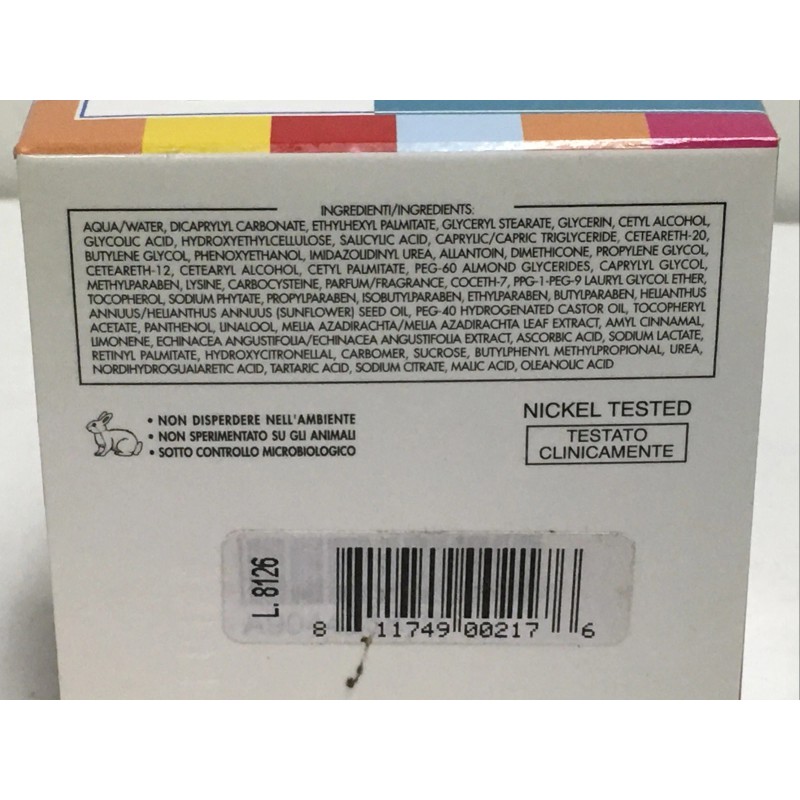 INGREDIENTI/INGREDIENTS:
AQUA/WATER, DICAPRYLYL CARBONATE, ETHYLHEXYL PALMITATE, GLYCERYL STEARATE, GLYCERIN, CETYL ALCOHOL,
GLYCOLIC ACID, HYDROXYETHYLCELLULOSE, SALICYLIC ACID, CAPRYLIC/CAPRIC TRIGLYCERIDE, CETEARETH-20,
BUTYLENE GLYCOL, PHENOXYETHANOL, IMIDAZOLIDINYL UREA, ALLANTOIN, DIMETHICONE, PROPYLENE GLYCOL,
CETEARETH-12, CETEARYL ALCOHOL, CETYL PALMITATE, PEG-60 ALMOND GLYCERIDES, CAPRYLYL GLYCOL,
METHYLPARABEN, LYSINE, CARBOCYSTEINE, PARFUM/FRAGRANCE, COCETH-7, PPG-1-PEG-9 LAURYL GLYCOL ETHER,
TOCOPHEROL, SODIUM PHYTATE, PROPYLPARABEN, ISOBUTYLPARABEN, ETHYLPARABEN, BUTYLPARABEN, HELIANTHUS
ANNUUS/HELIANTHUS ANNUUS (SUNFLOWER) SEED OIL, PEG-40 HYDROGENATED CASTOR OIL, TOCOPHERYL
ACETATE, PANTHENOL, LINALOOL, MELIA AZADIRACHTA/MELIA AZADIRACHTA LEAF EXTRACT, AMYL CINNAMAL,
LIMONENE, ECHINACEA ANGUSTIFOLIA/ECHINACEA ANGUSTIFOLIA EXTRACT, ASCORBIC ACID, SODIUM LACTATE,
RETINYL PALMITATE, HYDROXYCITRONELLAL, CARBOMER, SUCROSE, BUTYLPHENYL METHYLPROPIONAL, UREA,
NORDIHYDROGUAIARETIC ACID, TARTARIC ACID, SODIUM CITRATE, MALIC ACID, OLEANOLIC ACID
• NON DISPERDERE NELL'AMBIENTE
• NON SPERIMENTATO SU GLI ANIMALI
• SOTTO CONTROLLO MICROBIOLOGICO
NICKEL TESTED
TESTATO
CLINICAMENTE
L. 8126
8 11749 00217 6